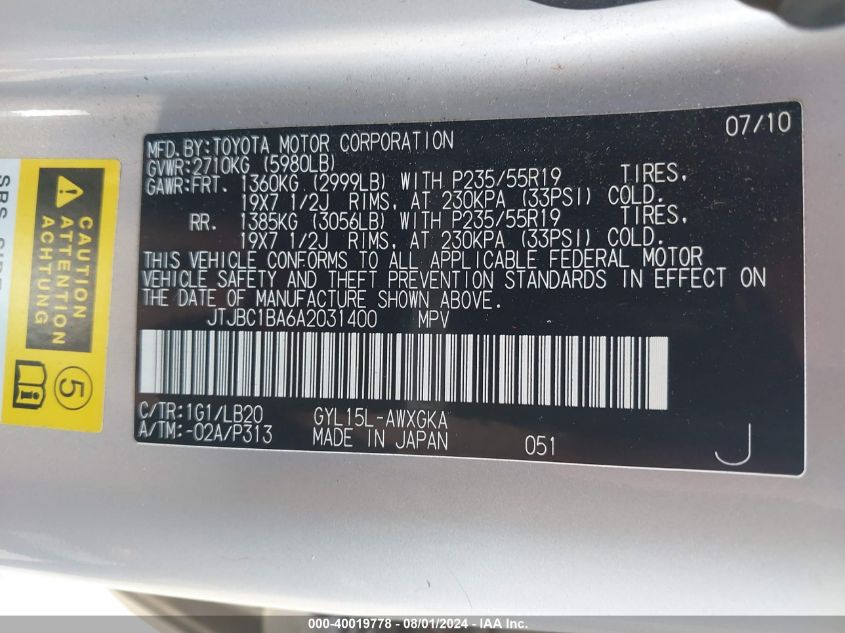 07/10
MFD. BY:TOYOTA MOTOR CORPORATION
GVWR:2710KG (5980LB)
GAWR:FRT. 1360KG (2999LB) WITH P235/55R19 TIRES,
19X7 1/2J RIMS, AT 230KPA (33PSI) COLD.
RR. 1385KG (3056LB) WITH P235/55R19 TIRES,
19X7 1/2J RIMS, AT 230KPA (33PSI) COLD.
THIS VEHICLE CONFORMS TO ALL APPLICABLE FEDERAL MOTOR
VEHICLE SAFETY AND THEFT PREVENTION STANDARDS IN EFFECT ON
THE DATE OF MANUFACTURE SHOWN ABOVE.
JTJBC1BA6A2031400 MPV
C/TR:1G1/LB20 GYL15L-AWXGKA
A/TM:-02A/P313 MADE IN JAPAN 051 J
CAUTION
ATTENTION
ACHTUNG
5
000-40019778 - 08/01/2024 - IAA Inc.